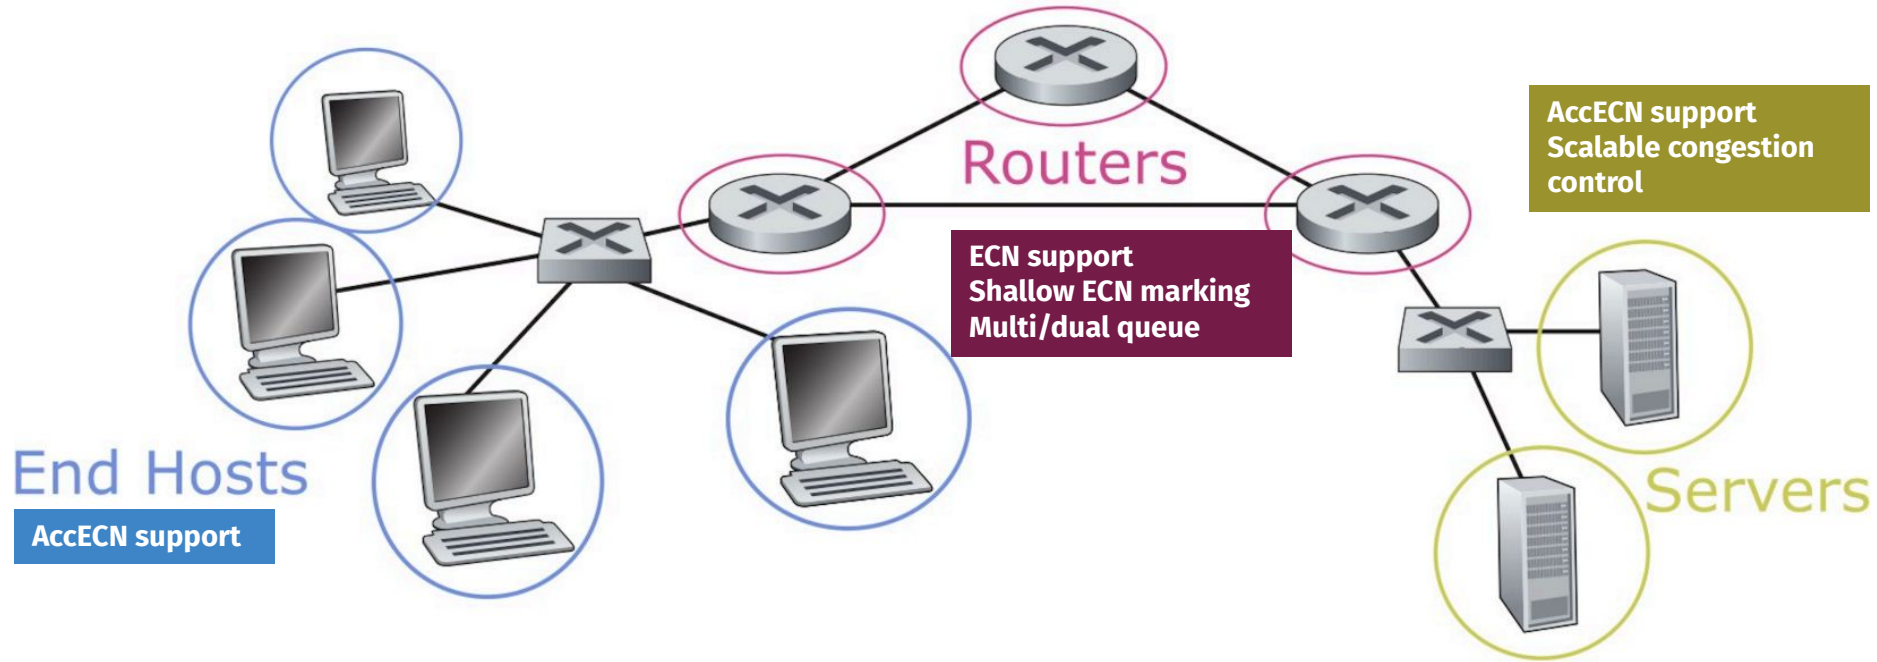 Routers
AccECN support
Scalable congestion
control
ECN support
Shallow ECN marking
Multi/dual queue
End Hosts
AccECN support
Servers